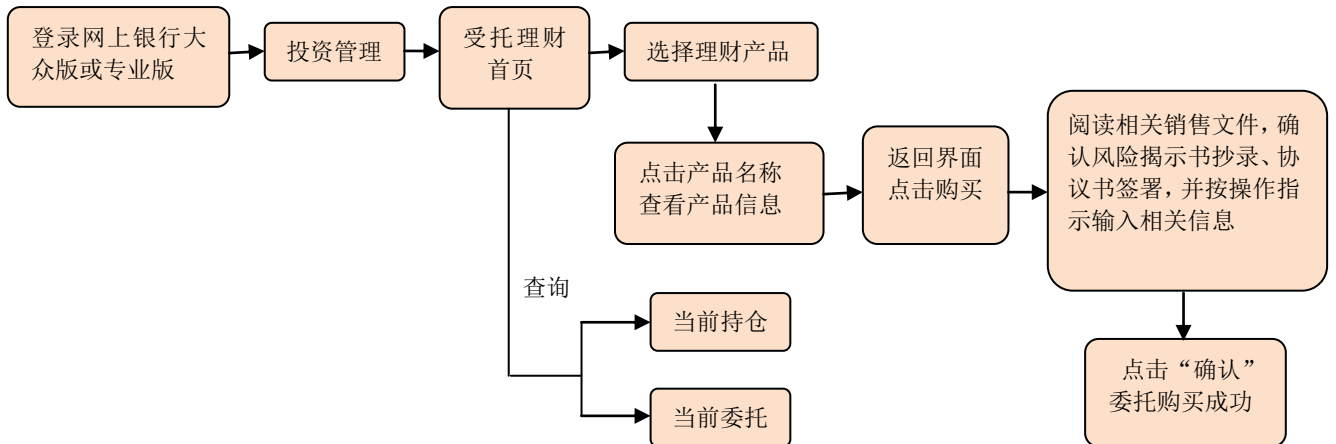 登录网上银行大
众版或专业版
投资管理
受托理财
首页
选择理财产品
点击产品名称
查看产品信息
返回界面
点击购买
阅读相关销售文件，确
认风险揭示书抄录、协
议书签署，并按操作指
示输入相关信息
查询
当前持仓
当前委托
点击“确认”
委托购买成功